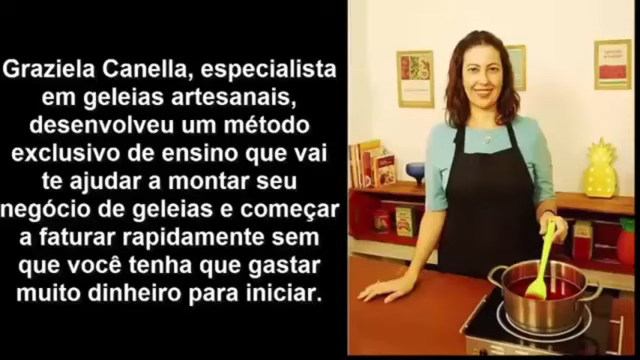 Graziela Canella, especialista
em geleias artesanais,
desenvolveu um método
exclusivo de ensino que vai
te ajudar a montar seu
negócio de geleias e começar
a faturar rapidamente sem
que você tenha que gastar
muito dinheiro para iniciar.